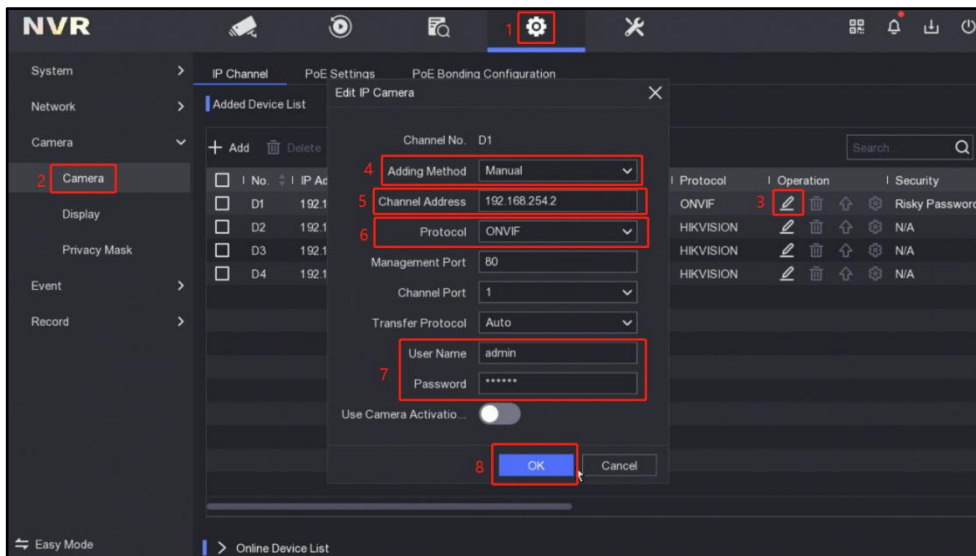 NVR
1
System
Network
Camera
2 Camera
Display
Privacy Mask
Event
Record
Easy Mode
IP Channel PoE Settings PoE Bonding Configuration
Added Device List
+ Add Delete Search...
No. IP Ad Protocol Operation Security
D1 192.1 ONVIF 3 Risky Password
D2 192.1 HIKVISION N/A
D3 192.1 HIKVISION N/A
D4 192.1 HIKVISION N/A
Edit IP Camera
Channel No. D1
4 Adding Method Manual
5 Channel Address 192.168.254.2
6 Protocol ONVIF
Management Port 80
Channel Port 1
Transfer Protocol Auto
7
User Name admin
Password ******
Use Camera Activatio...
8 OK Cancel
Online Device List